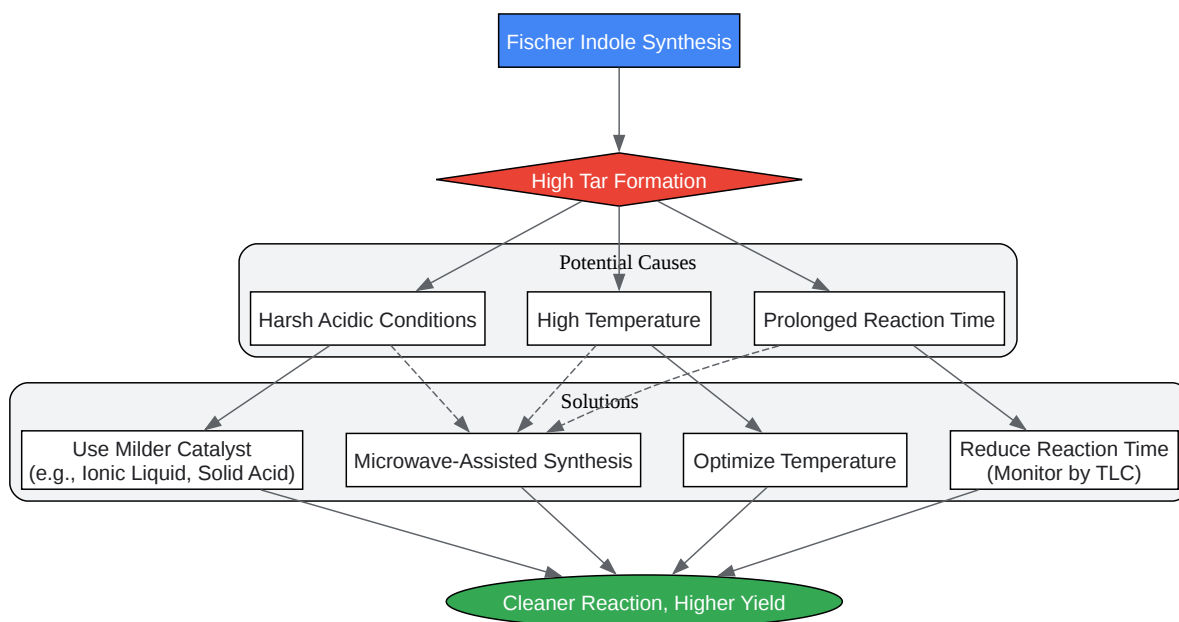 Fischer Indole Synthesis
High Tar Formation
Potential Causes
Harsh Acidic Conditions
High Temperature
Prolonged Reaction Time
Solutions
Use Milder Catalyst
(e.g., Ionic Liquid, Solid Acid)
Microwave-Assisted Synthesis
Optimize Temperature
Reduce Reaction Time
(Monitor by TLC)
Cleaner Reaction, Higher Yield